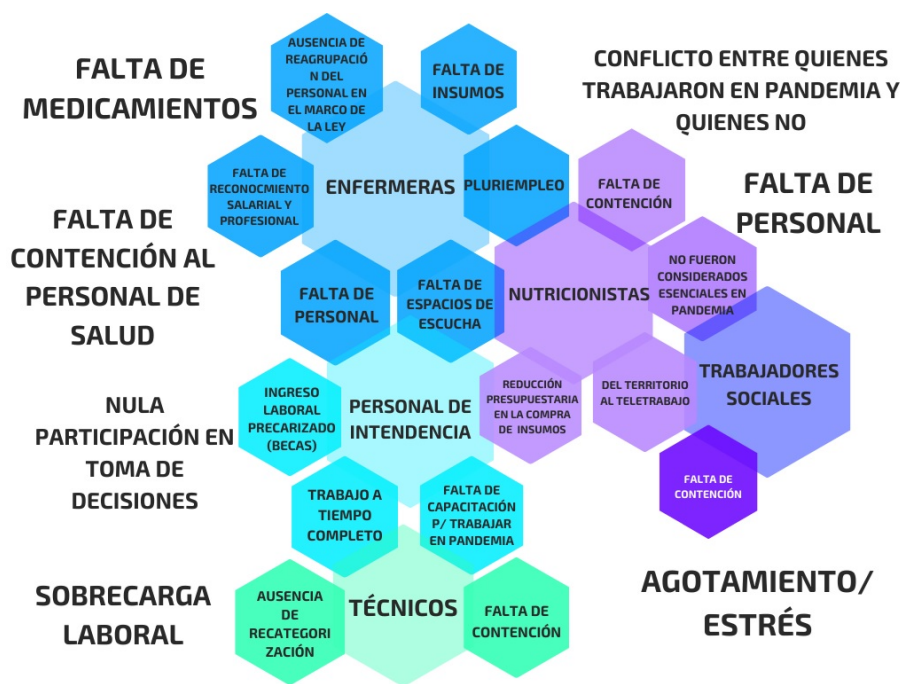 FALTA DE
MEDICAMIENTOS
AUSENCIA DE
REAGRUPACIÓ
N DEL
PERSONAL EN
EL MARCO DE
LA LEY
FALTA DE
INSUMOS
CONFLICTO ENTRE QUIENES
TRABAJARON EN PANDEMIA Y
QUIENES NO
FALTA DE
RECONOCMIENTO
SALARIAL Y
PROFESIONAL
ENFERMERAS
PLURIEMPLEO
FALTA DE
CONTENCIÓN
FALTA DE
PERSONAL
FALTA DE
CONTENCIÓN AL
PERSONAL DE
SALUD
FALTA DE
PERSONAL
FALTA DE
ESPACIOS DE
ESCUCHA
NUTRICIONISTAS
NO FUERON
CONSIDERADOS
ESENCIALES EN
PANDEMIA
INGRESO
LABORAL
PRECARIZADO
(BECAS)
PERSONAL DE
INTENDENCIA
REDUCCIÓN
PRESUPUESTARIA
EN LA COMPRA
DE INSUMOS
DEL TERRITORIO
AL TELETRABAJO
TRABAJADORES
SOCIALES
NULA
PARTICIPACIÓN EN
TOMA DE
DECISIONES
TRABAJO A
TIEMPO
COMPLETO
FALTA DE
CAPACITACIÓN
P/ TRABAJAR
EN PANDEMIA
FALTA DE
CONTENCIÓN
SOBRECARGA
LABORAL
AUSENCIA
DE
RECATEGORI
ZACIÓN
TÉCNICOS
FALTA DE
CONTENCIÓN
AGOTAMIENTO/
ESTRÉS